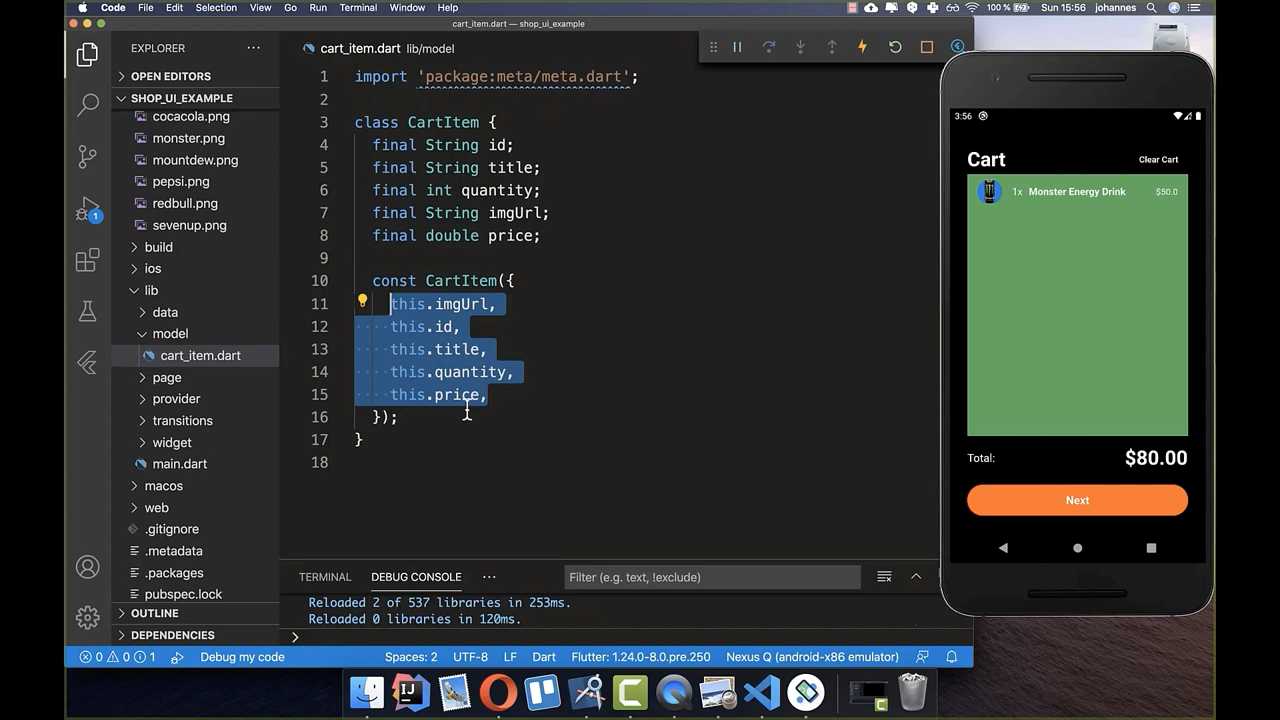 Code File Edit Selection View Go Run Terminal Window Help 100 % Sun 15:56 johannes
cart_item.dart — shop_ui_example
EXPLORER
OPEN EDITORS
SHOP_UI_EXAMPLE
cocacola.png
monster.png
mountdew.png
pepsi.png
redbull.png
sevenup.png
build
ios
lib
data
model
cart_item.dart
page
provider
transitions
widget
main.dart
macos
web
.gitignore
.metadata
.packages
pubspec.lock
OUTLINE
DEPENDENCIES
1
cart_item.dart lib/model
1 import 'package:meta/meta.dart';
2
3 class CartItem {
4 final String id;
5 final String title;
6 final int quantity;
7 final String imgUrl;
8 final double price;
9
10 const CartItem({
11 this.imgUrl,
12 ····this.id,
13 ····this.title,
14 ····this.quantity,
15 ····this.price,
16 });
17 }
18
TERMINAL DEBUG CONSOLE ··· Filter (e.g. text, !exclude)
Reloaded 2 of 537 libraries in 253ms.
Reloaded 0 libraries in 120ms.
0 0 1 Debug my code Spaces: 2 UTF-8 LF Dart Flutter: 1.24.0-8.0.pre.250 Nexus Q (android-x86 emulator)
3:56
Cart Clear Cart
1x Monster Energy Drink $50.0
Total: $80.00
Next